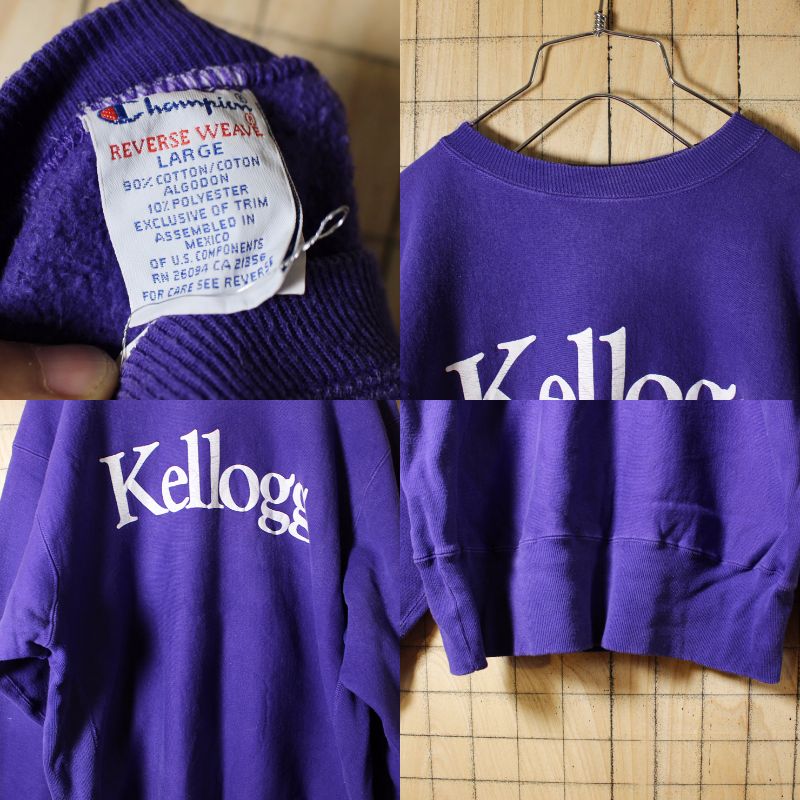 Champion®
REVERSE WEAVE®
LARGE
90% COTTON/COTON
ALGODON
10% POLYESTER
EXCLUSIVE OF TRIM
ASSEMBLED IN
MEXICO
OF U.S. COMPONENTS
RN 26094 CA 21356
FOR CARE SEE REVERSE
Kellogg
Kellogg